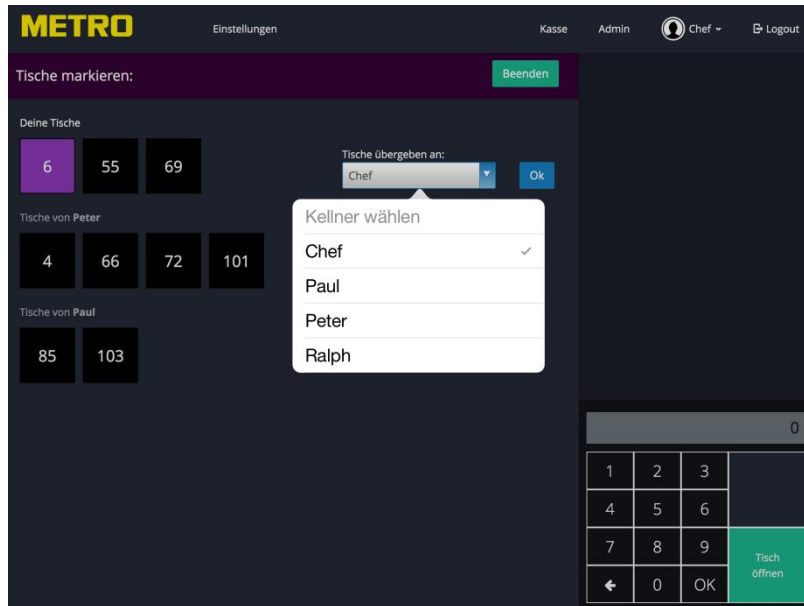 METRO
Einstellungen
Kasse
Admin
Chef
Logout
Tische markieren:
Beenden
Deine Tische
6 55 69
Tische übergeben an:
Chef
Ok
Kellner wählen
Chef
Paul
Peter
Ralph
Tische von Peter
4 66 72 101
Tische von Paul
85 103
0
1 2 3
4 5 6
7 8 9
0 OK
Tisch
öffnen